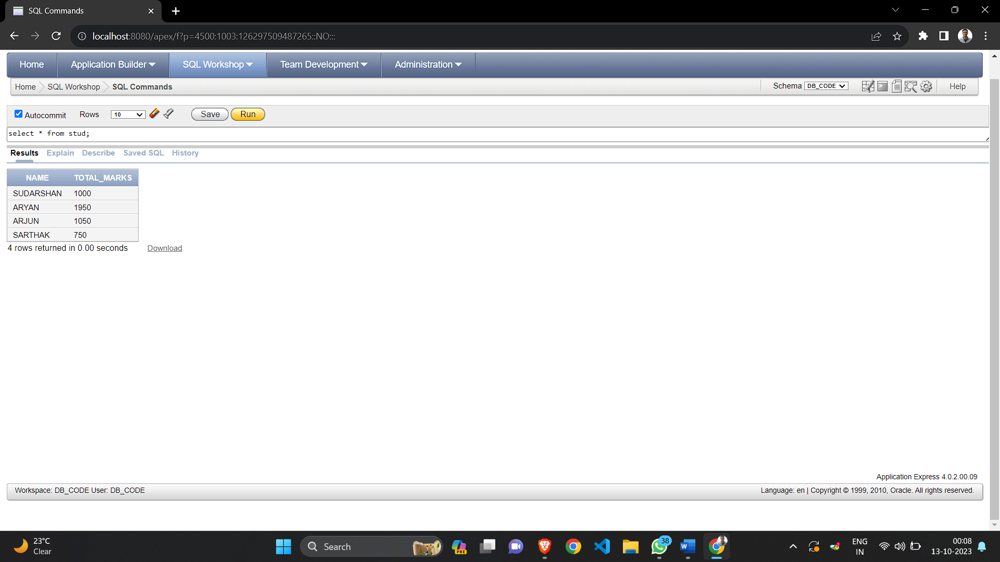 SQL Commands
localhost:8080/apex/f?p=4500:1003:126297509487265::NO:::
Home Application Builder SQL Workshop Team Development Administration
Home SQL Workshop SQL Commands Schema DB_CODE Help
Autocommit Rows 10 Save Run
select * from stud;
Results Explain Describe Saved SQL History
NAME TOTAL_MARKS
SUDARSHAN 1000
ARYAN 1950
ARJUN 1050
SARTHAK 750
4 rows returned in 0.00 seconds Download
Application Express 4.0.2.00.09
Workspace: DB_CODE User: DB_CODE Language: en | Copyright © 1999, 2010, Oracle. All rights reserved.
23°C
Clear
Search
PRE
38
W
ENG
IN
00:08
13-10-2023